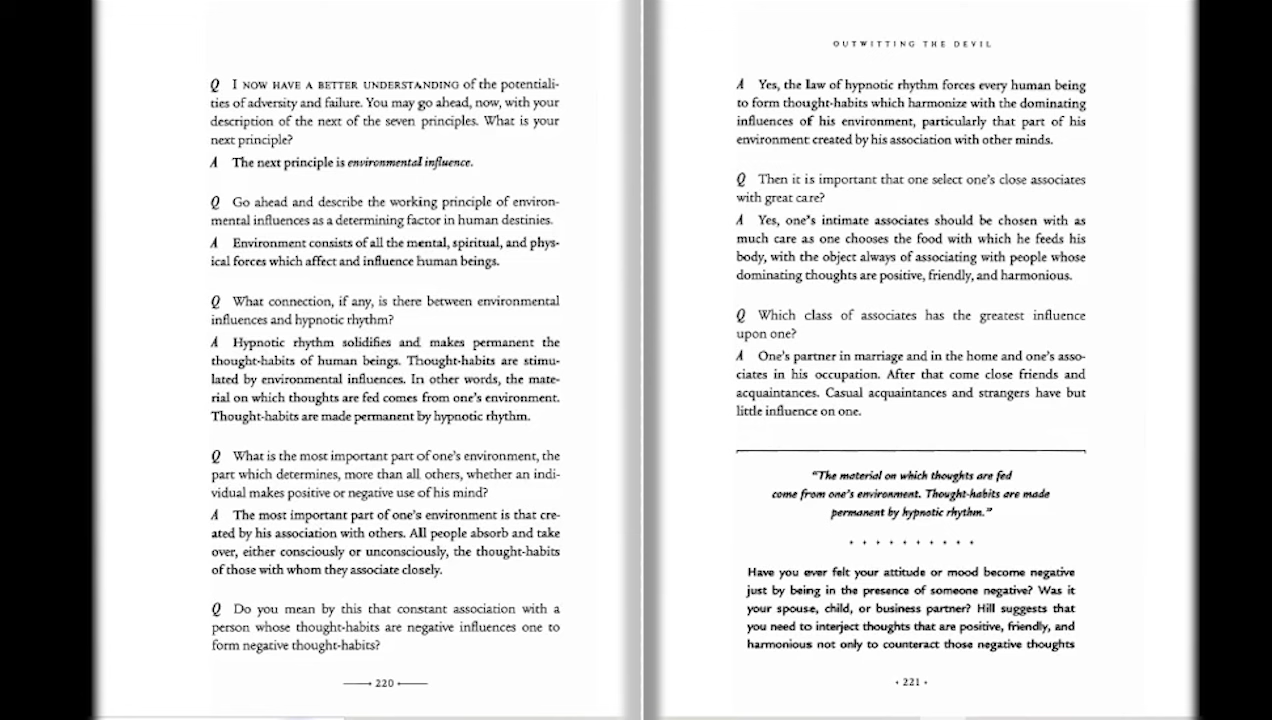 Q I NOW HAVE A BETTER UNDERSTANDING of the potentiali-
ties of adversity and failure. You may go ahead, now, with your
description of the next of the seven principles. What is your
next principle?
A The next principle is environmental influence.
Q Go ahead and describe the working principle of environ-
mental influences as a determining factor in human destinies.
A Environment consists of all the mental, spiritual, and phys-
ical forces which affect and influence human beings.
Q What connection, if any, is there between environmental
influences and hypnotic rhythm?
A Hypnotic rhythm solidifies and makes permanent the
thought-habits of human beings. Thought-habits are stimu-
lated by environmental influences. In other words, the mate-
rial on which thoughts are fed comes from one's environment.
Thought-habits are made permanent by hypnotic rhythm.
Q What is the most important part of one's environment, the
part which determines, more than all others, whether an indi-
vidual makes positive or negative use of his mind?
A The most important part of one's environment is that cre-
ated by his association with others. All people absorb and take
over, either consciously or unconsciously, the thought-habits
of those with whom they associate closely.
Q Do you mean by this that constant association with a
person whose thought-habits are negative influences one to
form negative thought-habits?
220
OUTWITTING THE DEVIL
A Yes, the law of hypnotic rhythm forces every human being
to form thought-habits which harmonize with the dominating
influences of his environment, particularly that part of his
environment created by his association with other minds.
Q Then it is important that one select one's close associates
with great care?
A Yes, one's intimate associates should be chosen with as
much care as one chooses the food with which he feeds his
body, with the object always of associating with people whose
dominating thoughts are positive, friendly, and harmonious.
Q Which class of associates has the greatest influence
upon one?
A One's partner in marriage and in the home and one's asso-
ciates in his occupation. After that come close friends and
acquaintances. Casual acquaintances and strangers have but
little influence on one.
"The material on which thoughts are fed
come from one's environment. Thought-habits are made
permanent by hypnotic rhythm."
Have you ever felt your attitude or mood become negative
just by being in the presence of someone negative? Was it
your spouse, child, or business partner? Hill suggests that
you need to interject thoughts that are positive, friendly, and
harmonious not only to counteract those negative thoughts
• 221 •